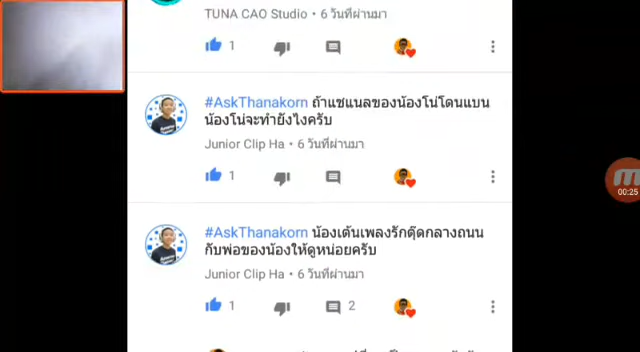 TUNA CAO Studio • 6 วันที่ผ่านมา
1
#AskThanakorn ถ้าแชแนลของน้องโน่โดนแบน
น้องโน่จะทำยังไงครับ
Junior Clip Ha • 6 วันที่ผ่านมา
1
00:25
#AskThanakorn น้องเต้นเพลงรักตุ๊ดกลางถนน
กับพ่อของน้องให้ดูหน่อยครับ
Junior Clip Ha • 6 วันที่ผ่านมา
1 2